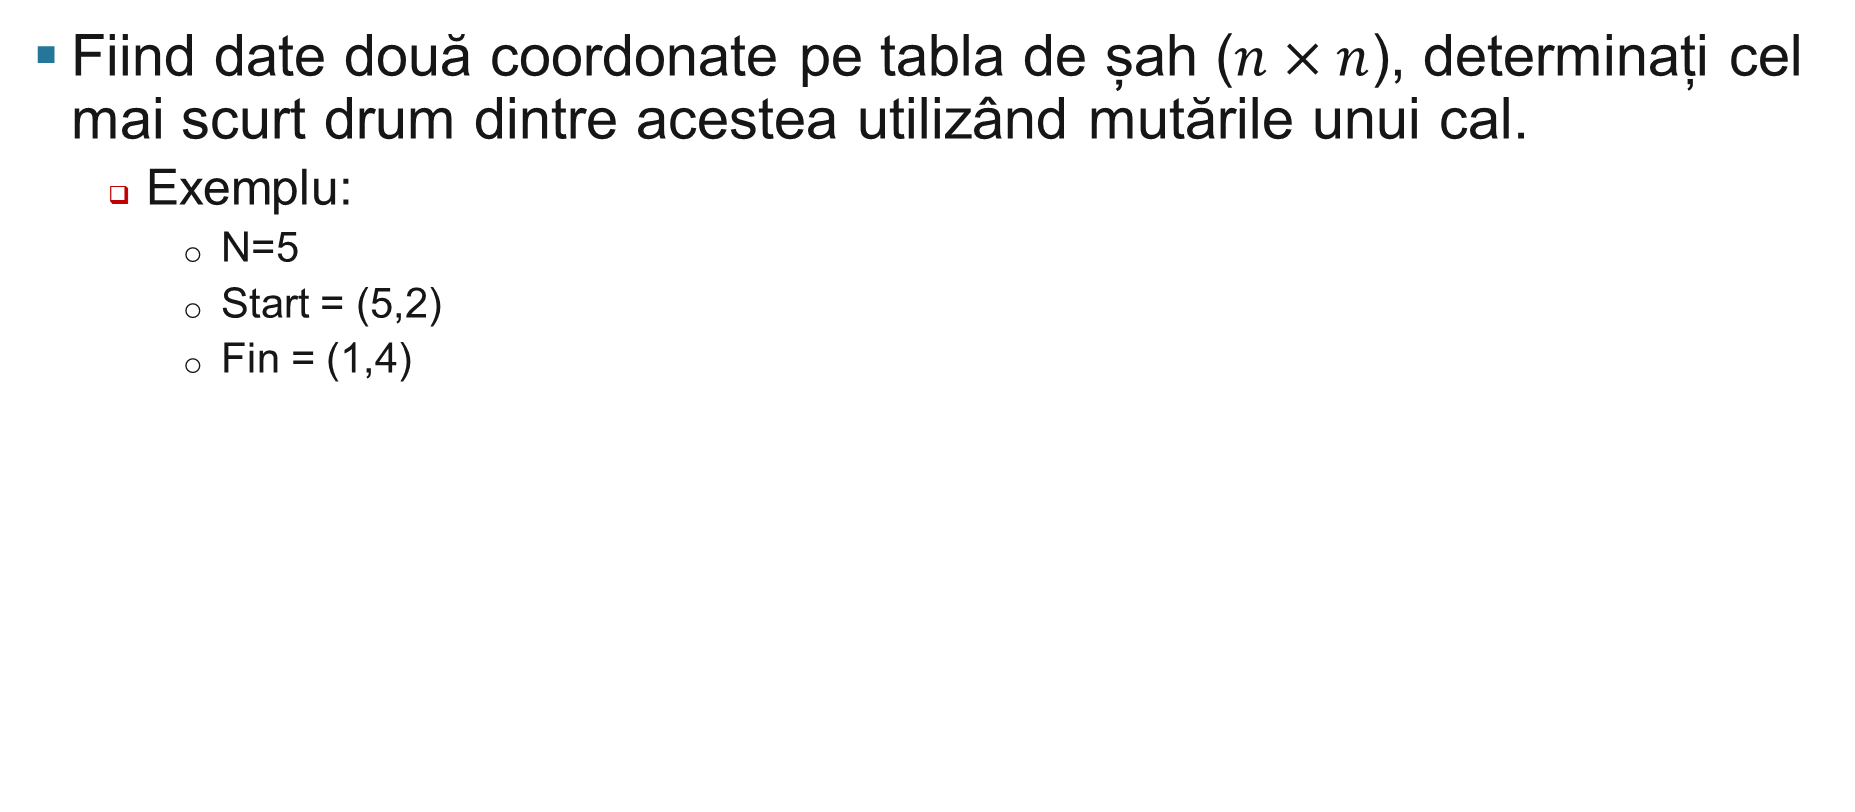 Fiind date două coordonate pe tabla de șah (n × n), determinați cel
mai scurt drum dintre acestea utilizând mutările unui cal.
Exemplu:
N=5
Start = (5,2)
Fin = (1,4)